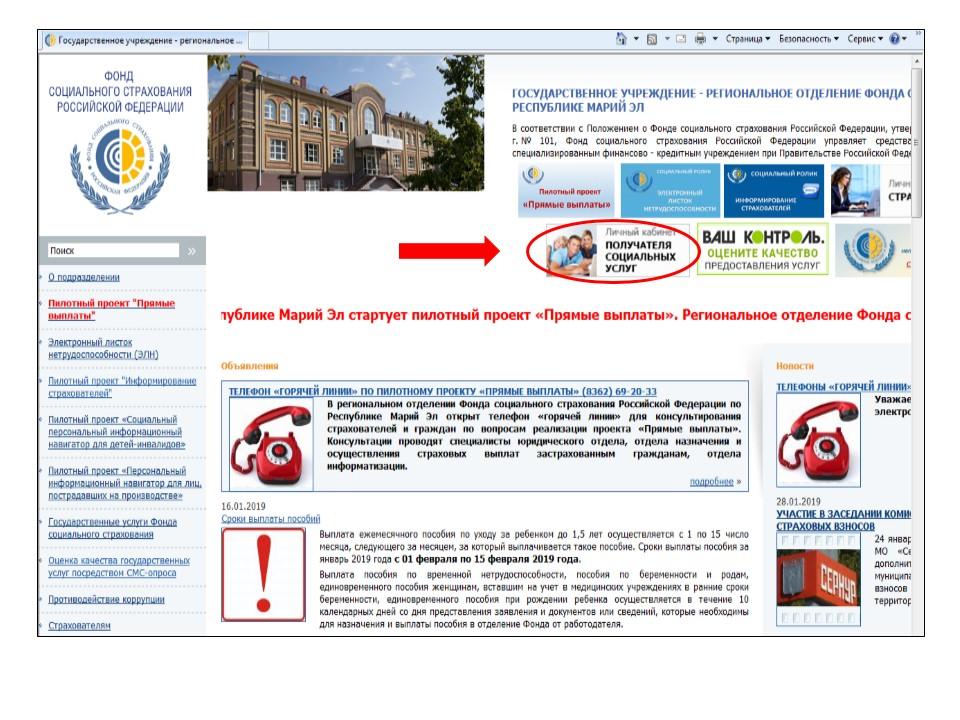 Государственное учреждение - региональное ...
Страница
Безопасность
Сервис
»
ФОНД
СОЦИАЛЬНОГО СТРАХОВАНИЯ
РОССИЙСКОЙ ФЕДЕРАЦИИ
ФОНД СОЦИАЛЬНОГО СТРАХОВАНИЯ
РОССИЙСКОЙ ФЕДЕРАЦИИ
ГОСУДАРСТВЕННОЕ УЧРЕЖДЕНИЕ - РЕГИОНАЛЬНОЕ ОТДЕЛЕНИЕ ФОНДА С
РЕСПУБЛИКЕ МАРИЙ ЭЛ
В соответствии с Положением о Фонде социального страхования Российской Федерации, утвер
г. № 101, Фонд социального страхования Российской Федерации управляет средства
специализированным финансово - кредитным учреждением при Правительстве Российской Феде
Пилотный проект
«Прямые выплаты»
СОЦИАЛЬНЫЙ РОЛИК
ЭЛЕКТРОННЫЙ
ЛИСТОК
НЕТРУДОСПОСОБНОСТИ
СОЦИАЛЬНЫЙ РОЛИК
ИНФОРМИРОВАНИЕ
СТРАХОВАТЕЛЕЙ
Личн
СТРА
Личный кабинет
ПОЛУЧАТЕЛЯ
СОЦИАЛЬНЫХ
УСЛУГ
ВАШ КОНТРОЛЬ.
ОЦЕНИТЕ КАЧЕСТВО
ПРЕДОСТАВЛЕНИЯ УСЛУГ
Поиск »
О подразделении
Пилотный проект "Прямые
выплаты"
Электронный листок
нетрудоспособности (ЭЛН)
Пилотный проект "Информирование
страхователей"
Пилотный проект «Социальный
персональный информационный
навигатор для детей-инвалидов»
Пилотный проект «Персональный
информационный навигатор для лиц,
пострадавших на производстве»
Государственные услуги Фонда
социального страхования
Оценка качества государственных
услуг посредством СМС-опроса
Противодействие коррупции
Страхователям
публике Марий Эл стартует пилотный проект «Прямые выплаты». Региональное отделение Фонда с
Объявления
ТЕЛЕФОН «ГОРЯЧЕЙ ЛИНИИ» ПО ПИЛОТНОМУ ПРОЕКТУ «ПРЯМЫЕ ВЫПЛАТЫ» (8362) 69-20-33
В региональном отделении Фонда социального страхования Российской Федерации по
Республике Марий Эл открыт телефон «горячей линии» для консультирования
страхователей и граждан по вопросам реализации проекта «Прямые выплаты».
Консультации проводят специалисты юридического отдела, отдела назначения и
осуществления страховых выплат застрахованным гражданам, отдела
информатизации.
подробнее »
16.01.2019
Сроки выплаты пособий
Выплата ежемесячного пособия по уходу за ребенком до 1,5 лет осуществляется с 1 по 15 число
месяца, следующего за месяцем, за который выплачивается такое пособие. Сроки выплаты пособия за
январь 2019 года с 01 февраля по 15 февраля 2019 года.
Выплата пособия по временной нетрудоспособности, пособия по беременности и родам,
единовременного пособия женщинам, вставшим на учет в медицинских учреждениях в ранние сроки
беременности, единовременного пособия при рождении ребенка осуществляется в течение 10
календарных дней со дня представления заявления и документов или сведений, которые необходимы
для назначения и выплаты пособия в отделение Фонда от работодателя.
Новости
ТЕЛЕФОНЫ «ГОРЯЧЕЙ ЛИНИИ»
Уважае
электро
28.01.2019
УЧАСТИЕ В ЗАСЕДАНИИ КОМИ
СТРАХОВЫХ ВЗНОСОВ
24 январ
МО «Се
дополнит
муниципа
взносов
территор
СЕРНУР